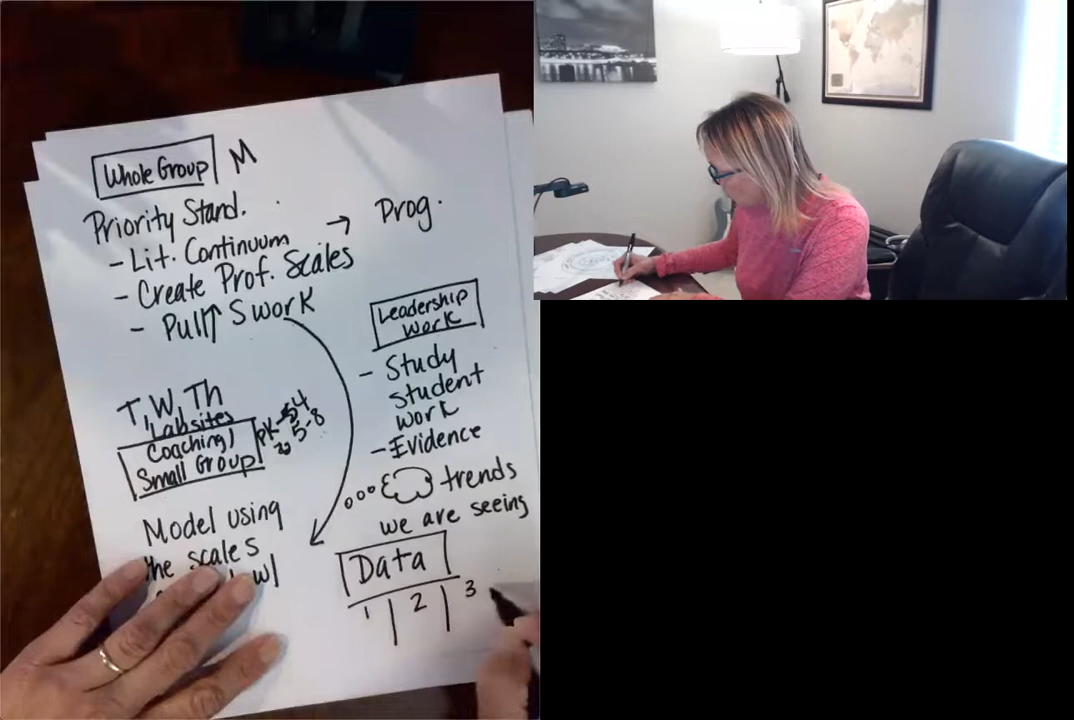 Whole Group M
Priority Stand.
- Lit. Continuum → Prog.
- Create Prof. Scales
- Pull↑ S work
Leadership
work
- Study
student
work
- Evidence
trends
we are seeing
T, W, Th
Labsites
Coaching/
Small Group
PK-4
5-8
Model using
the scales
w/
Data
1 | 2 | 3